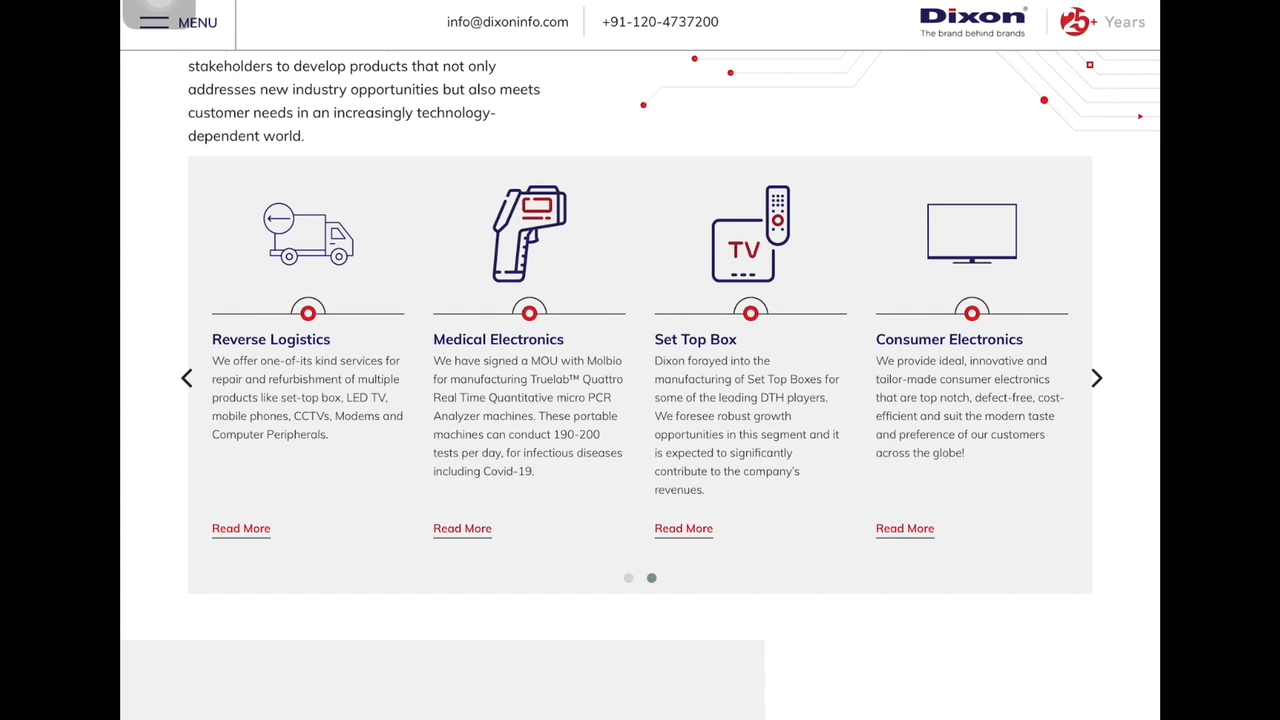 MENU
info@dixoninfo.com
+91-120-4737200
Dixon®
The brand behind brands
25+ Years
stakeholders to develop products that not only
addresses new industry opportunities but also meets
customer needs in an increasingly technology-
dependent world.
TV
Reverse Logistics
We offer one-of-its kind services for
repair and refurbishment of multiple
products like set-top box, LED TV,
mobile phones, CCTVs, Modems and
Computer Peripherals.
Read More
Medical Electronics
We have signed a MOU with Molbio
for manufacturing Truelab™ Quattro
Real Time Quantitative micro PCR
Analyzer machines. These portable
machines can conduct 190-200
tests per day, for infectious diseases
including Covid-19.
Read More
Set Top Box
Dixon forayed into the
manufacturing of Set Top Boxes for
some of the leading DTH players.
We foresee robust growth
opportunities in this segment and it
is expected to significantly
contribute to the company's
revenues.
Read More
Consumer Electronics
We provide ideal, innovative and
tailor-made consumer electronics
that are top notch, defect-free, cost-
efficient and suit the modern taste
and preference of our customers
across the globe!
Read More